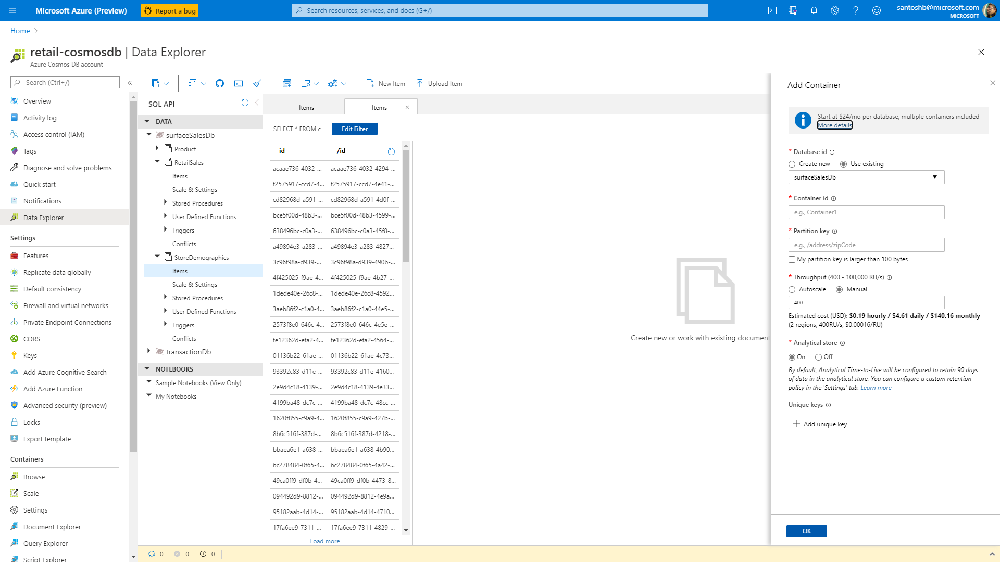 Microsoft Azure (Preview)
Report a bug
Search resources, services, and docs (G+/)
santoshb@microsoft.com
MICROSOFT
Home
retail-cosmosdb | Data Explorer
Azure Cosmos DB account
Search (Ctrl+/)
Overview
Activity log
Access control (IAM)
Tags
Diagnose and solve problems
Quick start
Notifications
Data Explorer
Settings
Features
Replicate data globally
Default consistency
Firewall and virtual networks
Private Endpoint Connections
CORS
Keys
Add Azure Cognitive Search
Add Azure Function
Advanced security (preview)
Locks
Export template
Containers
Browse
Scale
Settings
Document Explorer
Query Explorer
Script Explorer
New Item
Upload Item
SQL API
DATA
surfaceSalesDb
Product
RetailSales
Items
Scale & Settings
Stored Procedures
User Defined Functions
Triggers
Conflicts
StoreDemographics
Items
Scale & Settings
Stored Procedures
User Defined Functions
Triggers
Conflicts
transactionDb
NOTEBOOKS
Sample Notebooks (View Only)
My Notebooks
Items
Items
SELECT * FROM c
Edit Filter
id /id
acaae736-4032-... acaae736-4032-4294-...
f2575917-ccd7-4... f2575917-ccd7-4e41-...
cd82968d-a591-... cd82968d-a591-4d0f-...
bce5f00d-48b3-... bce5f00d-48b3-4599-...
638496bc-c0a3-... 638496bc-c0a3-45f8-...
a49894e3-a283-... a49894e3-a283-4827...
3c96f98a-d939-... 3c96f98a-d939-490b-...
4f425025-f9ae-4... 4f425025-f9ae-4b27-...
1dede40e-26c8-... 1dede40e-26c8-4592...
3aeb86f2-c1a0-4... 3aeb86f2-c1a0-44e5-...
2573f8e0-646c-4... 2573f8e0-646c-4e5e-...
fe12362d-efa2-4... fe12362d-efa2-4564-...
01136b22-61ae-... 01136b22-61ae-4c73...
93392c83-d11e-... 93392c83-d11e-4160...
2e9d4c18-4139-... 2e9d4c18-4139-4e33...
4199ba48-dc7c-... 4199ba48-dc7c-48cc-...
1620f855-c9a9-4... 1620f855-c9a9-427b-...
8b6c516f-387d-... 8b6c516f-387d-4218-...
bbaea6e1-a638-... bbaea6e1-a638-4b90...
6c278484-0f65-4... 6c278484-0f65-4a42-...
49ca0ff9-df0b-4... 49ca0ff9-df0b-4473-8...
094492d9-8812-... 094492d9-8812-4e9a...
95182aab-4d14-... 95182aab-4d14-4710...
17fa6ee9-7311-... 17fa6ee9-7311-4829-...
Load more
Create new or work with existing document
0 0 0
Add Container
Start at $24/mo per database, multiple containers included
More details
* Database id
Create new Use existing
surfaceSalesDb
* Container id
e.g., Container1
* Partition key
e.g., /address/zipCode
My partition key is larger than 100 bytes
* Throughput (400 - 100,000 RU/s)
Autoscale Manual
400
Estimated cost (USD): $0.19 hourly / $4.61 daily / $140.16 monthly
(2 regions, 400RU/s, $0.00016/RU)
* Analytical store
On Off
By default, Analytical Time-to-Live will be configured to retain 90 days
of data in the analytical store. You can configure a custom retention
policy in the 'Settings' tab. Learn more
Unique keys
Add unique key
OK